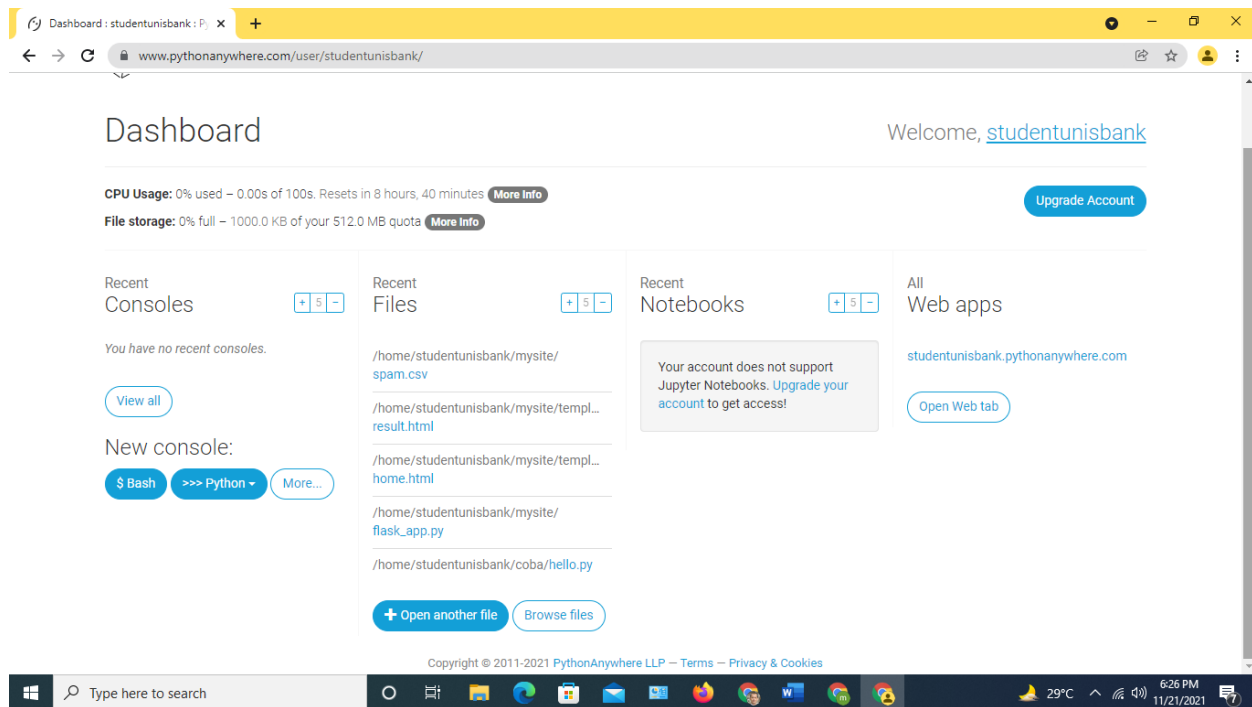 Dashboard : studentunisbank : Py
www.pythonanywhere.com/user/studentunisbank/
Dashboard
Welcome, studentunisbank
CPU Usage: 0% used – 0.00s of 100s. Resets in 8 hours, 40 minutes More Info
File storage: 0% full – 1000.0 KB of your 512.0 MB quota More Info
Upgrade Account
Recent
Consoles
+ 5 −
You have no recent consoles.
View all
New console:
$ Bash
>>> Python
More...
Recent
Files
+ 5 −
/home/studentunisbank/mysite/
spam.csv
/home/studentunisbank/mysite/templ...
result.html
/home/studentunisbank/mysite/templ...
home.html
/home/studentunisbank/mysite/
flask_app.py
/home/studentunisbank/coba/hello.py
+ Open another file
Browse files
Recent
Notebooks
+ 5 −
Your account does not support
Jupyter Notebooks. Upgrade your
account to get access!
All
Web apps
studentunisbank.pythonanywhere.com
Open Web tab
Copyright © 2011-2021 PythonAnywhere LLP — Terms — Privacy & Cookies
Type here to search
29°C
6:26 PM
11/21/2021
7